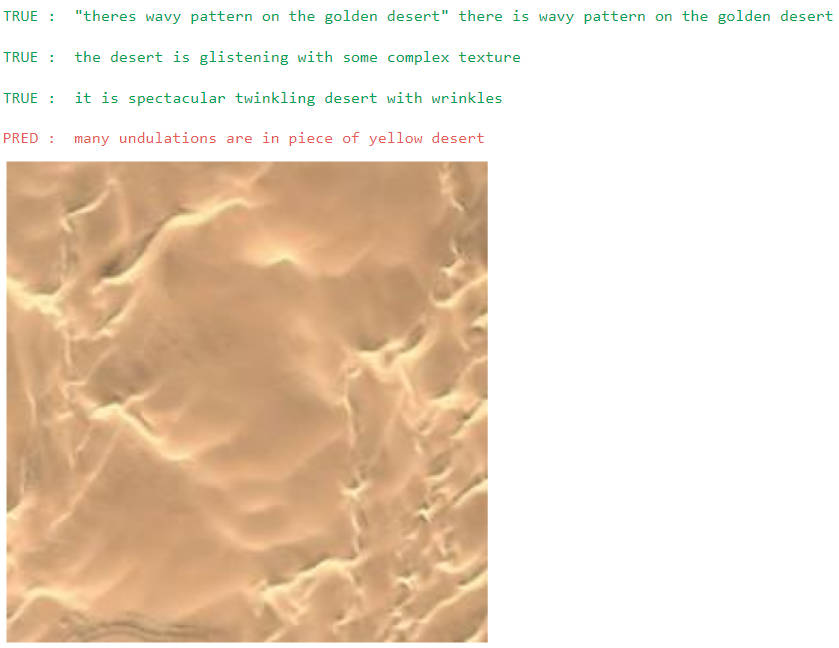 TRUE :  "theres wavy pattern on the golden desert" there is wavy pattern on the golden desert
TRUE :  the desert is glistening with some complex texture
TRUE :  it is spectacular twinkling desert with wrinkles
PRED :  many undulations are in piece of yellow desert